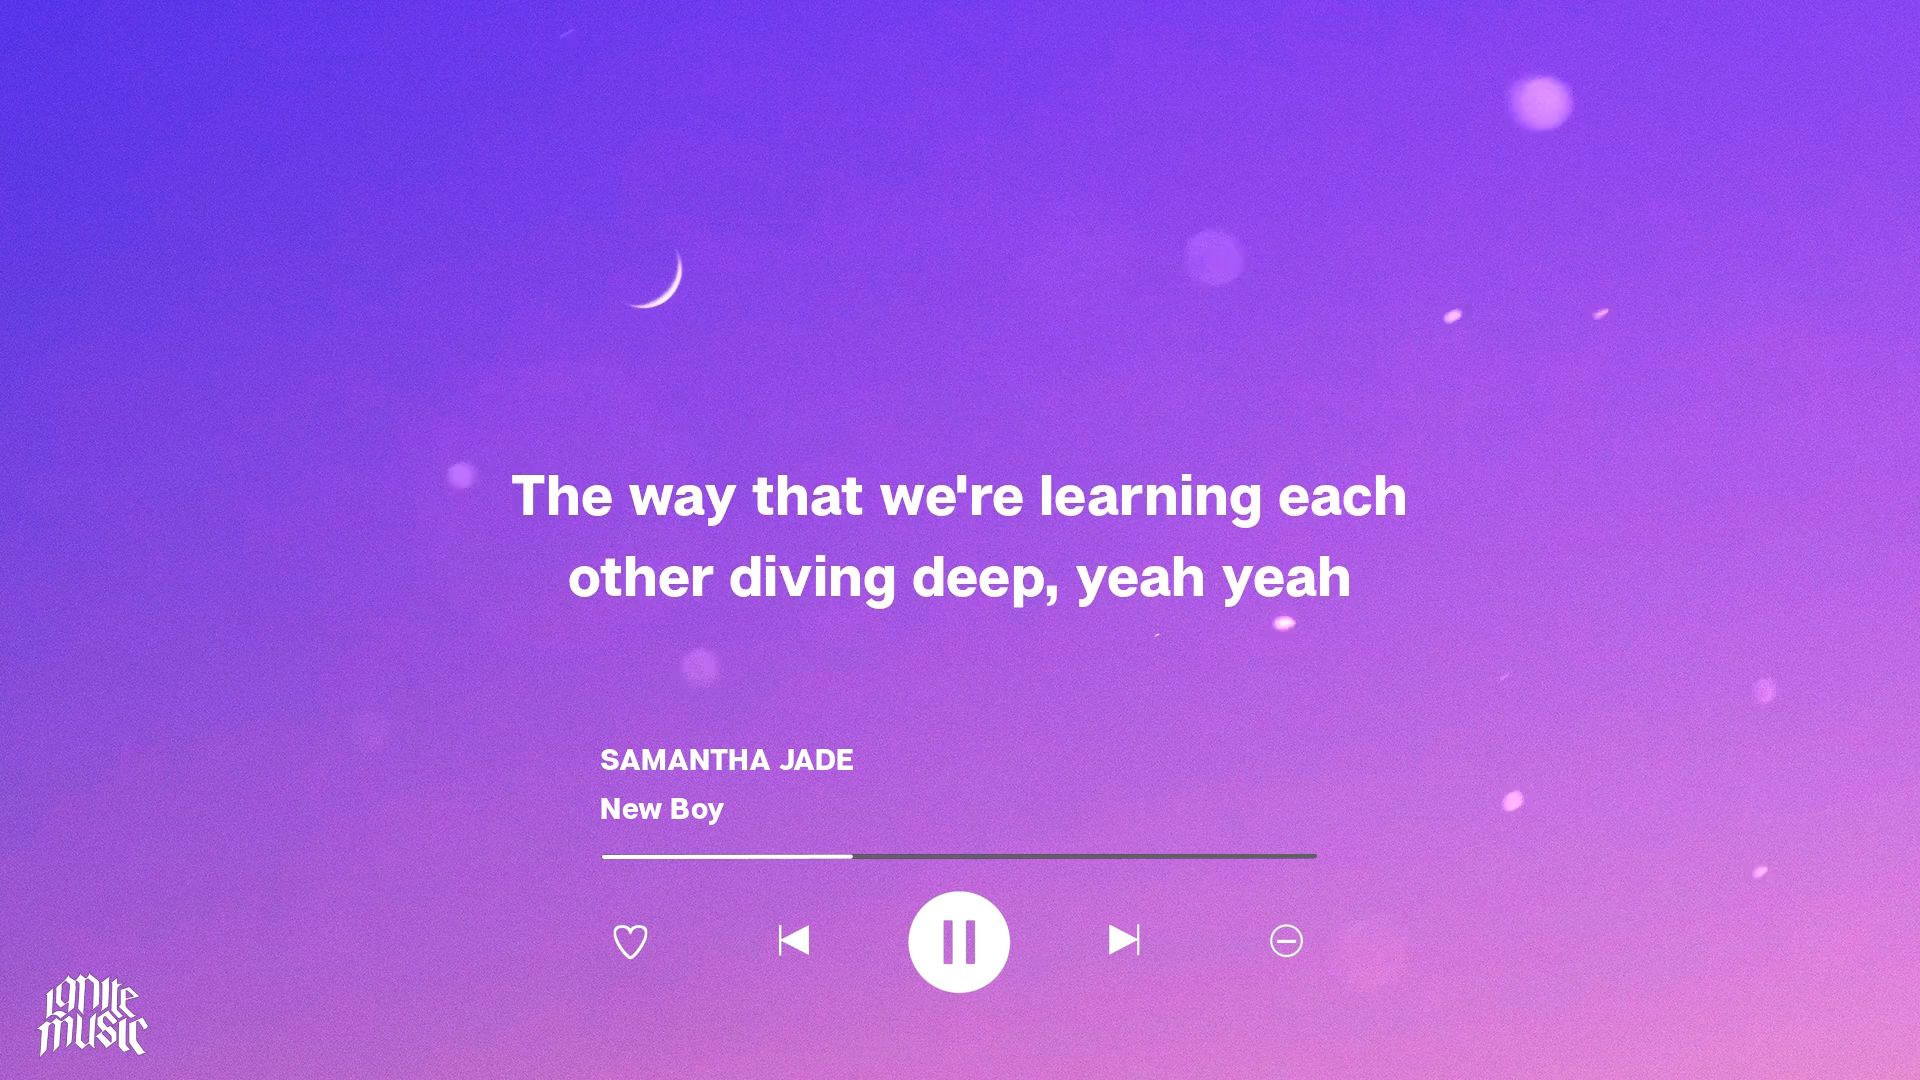 The way that we're learning each
other diving deep, yeah yeah
SAMANTHA JADE
New Boy
ignite
music